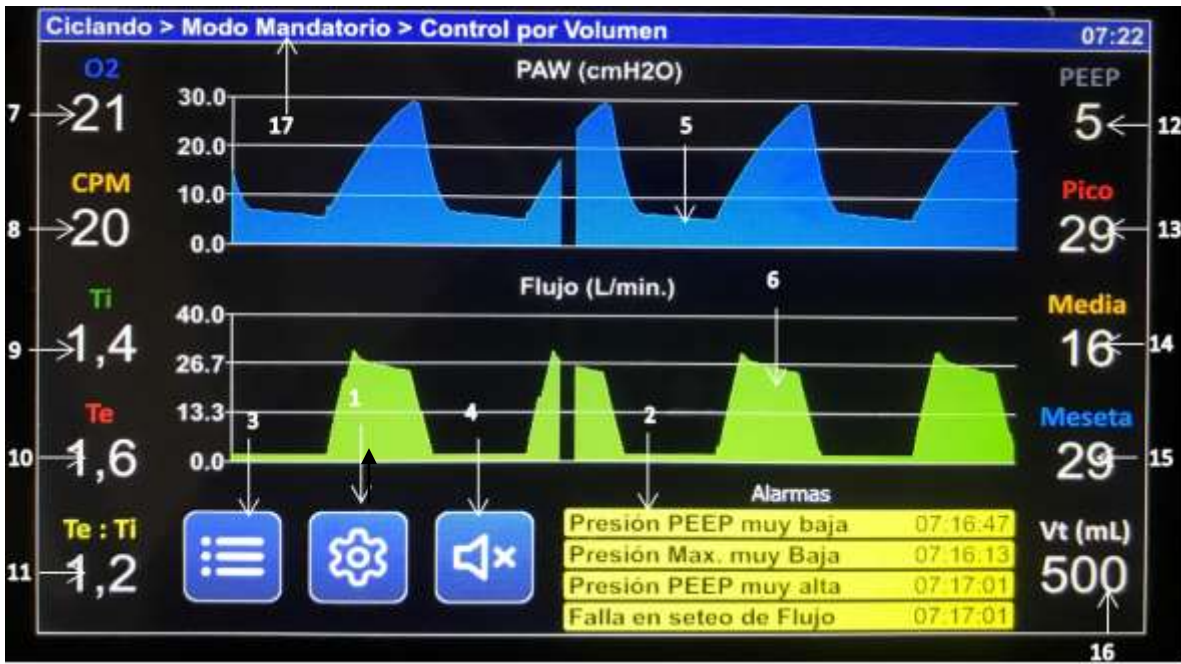 Ciclando > Modo Mandatorio > Control por Volumen 07:22
O2
7 21
CPM
8 20
Ti
9 1,4
Te
10 1,6
Te : Ti
11 1,2
PAW (cmH2O)
30.0
20.0
10.0
0.0
17
5
Flujo (L/min.)
40.0
26.7
13.3
0.0
6
3
1
4
2
Alarmas
Presión PEEP muy baja 07:16:47
Presión Max. muy Baja 07:16:13
Presión PEEP muy alta 07:17:01
Falla en seteo de Flujo 07:17:01
PEEP
5 12
Pico
29 13
Media
16 14
Meseta
29 15
Vt (mL)
500
16